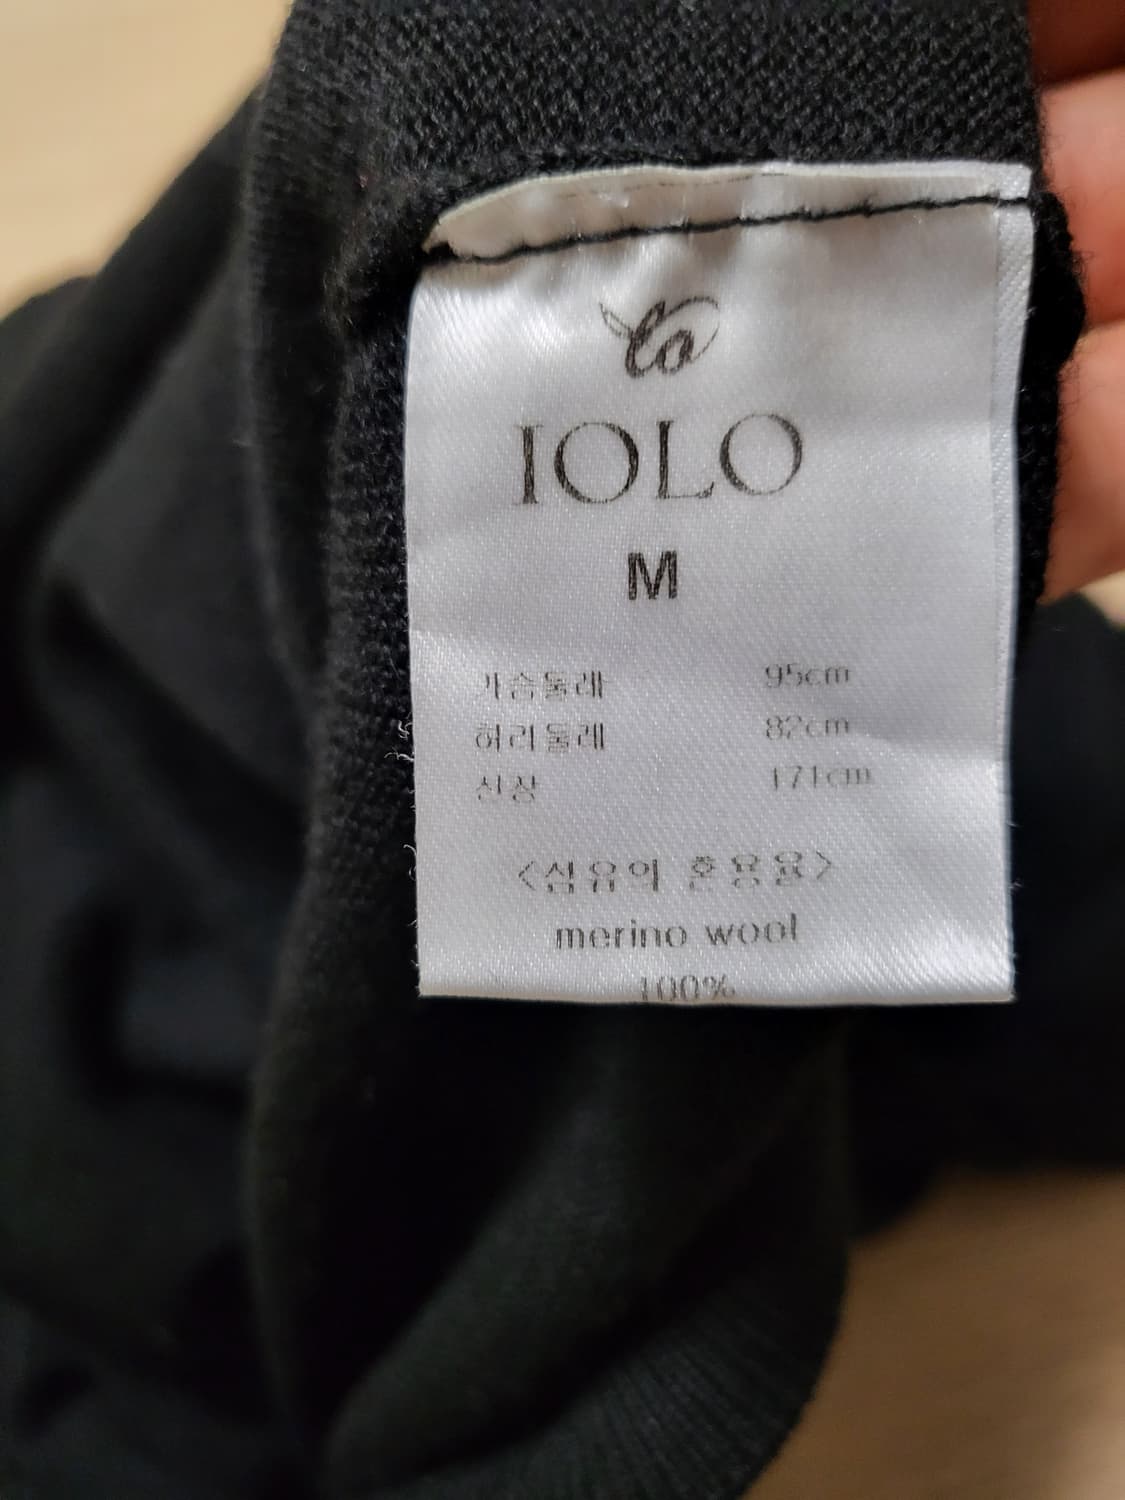 lo
IOLO
M
가슴둘레 95cm
허리둘레 82cm
신장 171cm
<섬유의 혼용율>
merino wool
100%